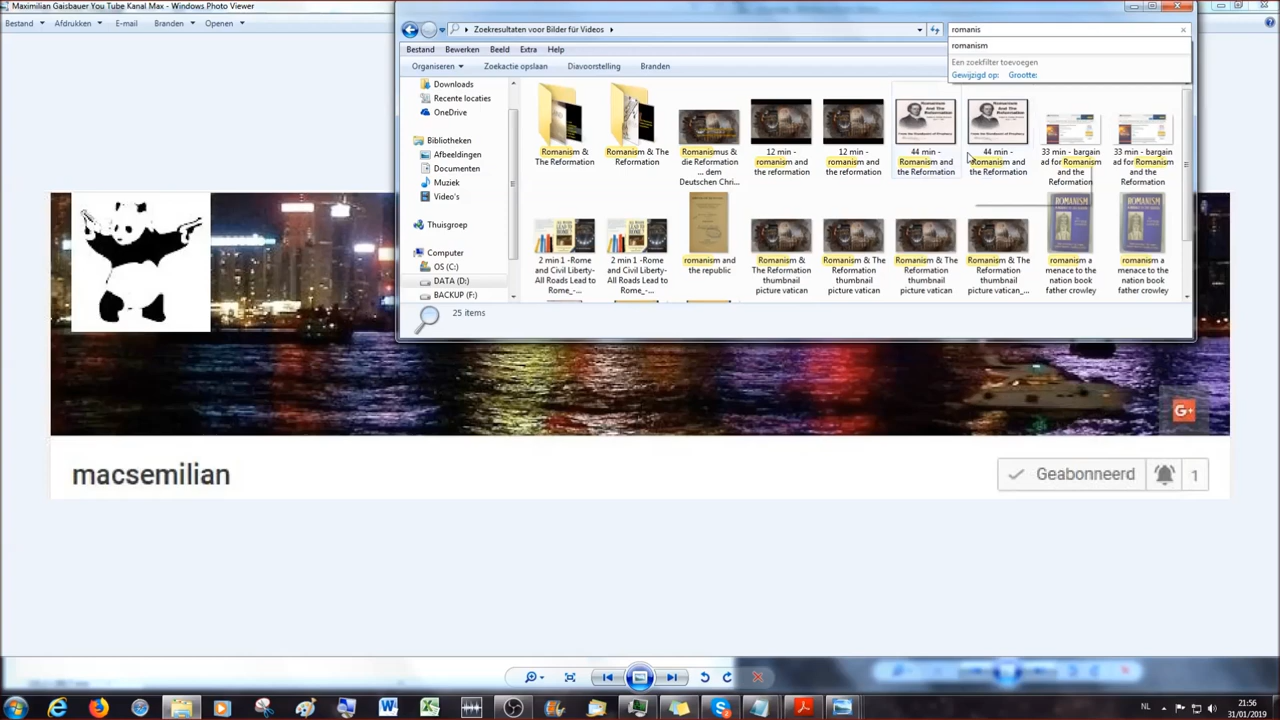 Maximilian Gaisbauer You Tube Kanal Max - Windows Photo Viewer
Bestand Afdrukken E-mail Branden Openen
Zoekresultaten voor Bilder für Videos
romanis
romanism
Een zoekfilter toevoegen
Gewijzigd op: Grootte:
Bestand Bewerken Beeld Extra Help
Organiseren Zoekactie opslaan Diavoorstelling Branden
Downloads
Recente locaties
OneDrive
Bibliotheken
Afbeeldingen
Documenten
Muziek
Video's
Thuisgroep
Computer
OS (C:)
DATA (D:)
BACKUP (F:)
Romanism &
The Reformation
Romanism & The
Reformation
Romanismus &
die Reformation
... dem
Deutschen Chri...
12 min -
romanism and
the reformation
12 min -
romanism and
the reformation
44 min -
Romanism and
the Reformation
44 min -
Romanism and
the Reformation
33 min - bargain
ad for Romanism
and the
Reformation
33 min - bargain
ad for Romanism
and the
Reformation
2 min 1 -Rome
and Civil Liberty-
All Roads Lead to
Rome_-...
2 min 1 -Rome
and Civil Liberty-
All Roads Lead to
Rome_-...
romanism and
the republic
Romanism &
The Reformation
thumbnail
picture vatican
Romanism & The
Reformation
thumbnail
picture vatican
Romanism & The
Reformation
thumbnail
picture vatican
Romanism & The
Reformation
thumbnail
picture vatican_...
romanism a
menace to the
nation book
father crowley
romanism a
menace to the
nation book
father crowley
25 items
G+
macsemilian
Geabonneerd 1
NL
21:56
31/01/2019